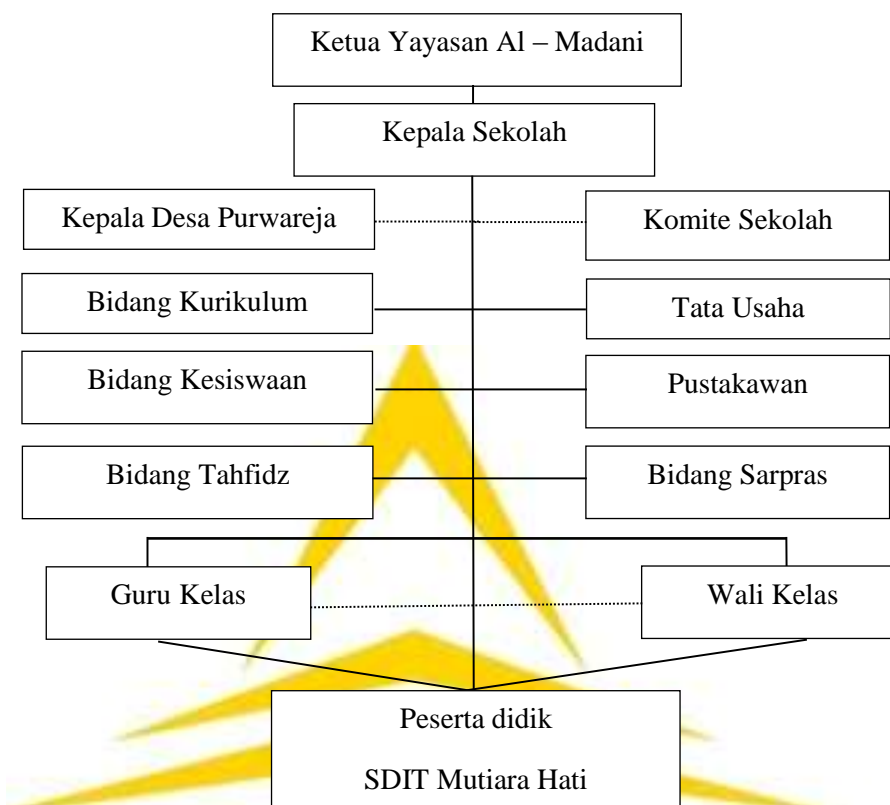 Ketua Yayasan Al – Madani
Kepala Sekolah
Kepala Desa Purwareja
Komite Sekolah
Bidang Kurikulum
Tata Usaha
Bidang Kesiswaan
Pustakawan
Bidang Tahfidz
Bidang Sarpras
Guru Kelas
Wali Kelas
Peserta didik
SDIT Mutiara Hati